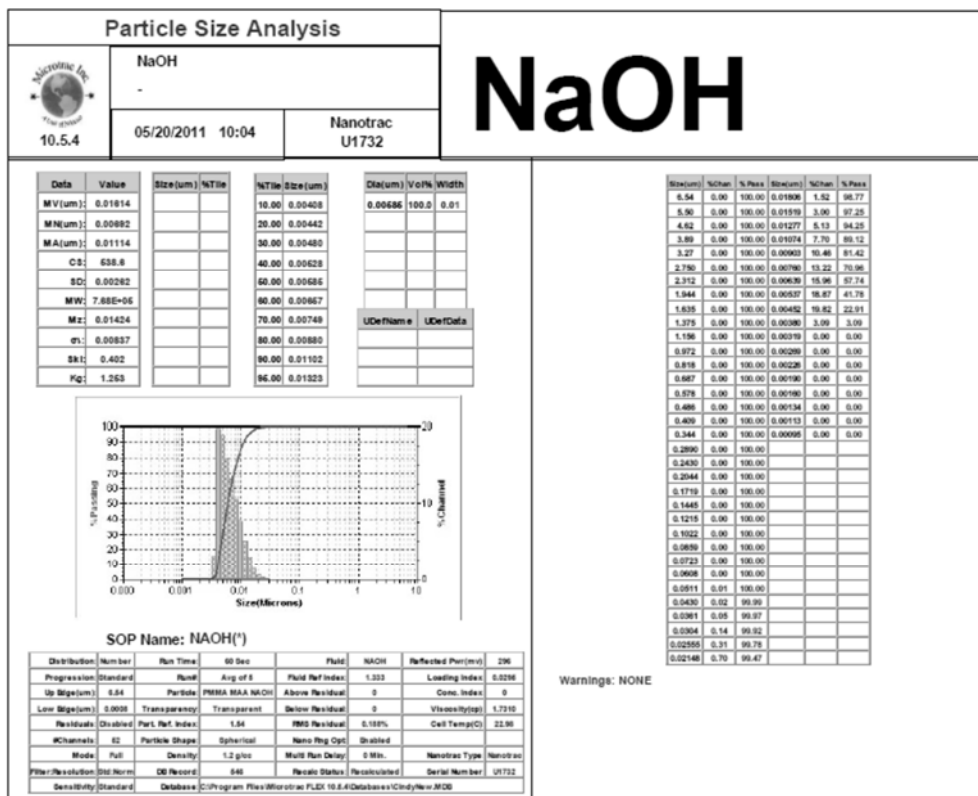 Particle Size Analysis
NaOH
Microtrac Inc
10.5.4
NaOH
-
05/20/2011 10:04
Nanotrac
U1732
Data Value
MV(um): 0.01614
MN(um): 0.00692
MA(um): 0.01114
CS: 538.6
SD: 0.00262
MW: 7.68E+05
Mz: 0.01424
σ1: 0.00837
Ski: 0.402
Kg: 1.253
Size(um) %Tile
%Tile Size(um)
10.00 0.00408
20.00 0.00442
30.00 0.00480
40.00 0.00528
50.00 0.00585
60.00 0.00657
70.00 0.00749
80.00 0.00880
90.00 0.01102
95.00 0.01323
Dia(um) Vol% Width
0.00585 100.0 0.01
UDefName UDefData
Size(um) %Chan % Pass Size(um) %Chan % Pass
6.54 0.00 100.00 0.01806 1.52 98.77
5.50 0.00 100.00 0.01519 3.00 97.25
4.62 0.00 100.00 0.01277 5.13 94.25
3.89 0.00 100.00 0.01074 7.70 89.12
3.27 0.00 100.00 0.00903 10.46 81.42
2.750 0.00 100.00 0.00760 13.22 70.96
2.312 0.00 100.00 0.00639 15.96 57.74
1.944 0.00 100.00 0.00537 18.87 41.78
1.635 0.00 100.00 0.00452 19.82 22.91
1.375 0.00 100.00 0.00380 3.09 3.09
1.156 0.00 100.00 0.00319 0.00 0.00
0.972 0.00 100.00 0.00269 0.00 0.00
0.818 0.00 100.00 0.00226 0.00 0.00
0.687 0.00 100.00 0.00190 0.00 0.00
0.578 0.00 100.00 0.00160 0.00 0.00
0.486 0.00 100.00 0.00134 0.00 0.00
0.409 0.00 100.00 0.00113 0.00 0.00
0.344 0.00 100.00 0.00095 0.00 0.00
0.2890 0.00 100.00
0.2430 0.00 100.00
0.2044 0.00 100.00
0.1719 0.00 100.00
0.1445 0.00 100.00
0.1215 0.00 100.00
0.1022 0.00 100.00
0.0859 0.00 100.00
0.0723 0.00 100.00
0.0608 0.00 100.00
0.0511 0.01 100.00
0.0430 0.02 99.99
0.0361 0.05 99.97
0.0304 0.14 99.92
0.02555 0.31 99.78
0.02148 0.70 99.47
Warnings: NONE
%Passing
100
90
80
70
60
50
40
30
20
10
0
0.000 0.001 0.01 0.1 1 10
Size(Microns)
20
10
0
%Channel
SOP Name: NAOH(*)
Distribution: Number Run Time: 60 Sec Fluid: NAOH Reflected Pwr(mv) 296
Progression: Standard Run# Avg of 5 Fluid Ref Index: 1.333 Loading Index: 0.0296
Up Edge(um): 6.54 Particle: PMMA MAA NAOH Above Residual: 0 Conc. Index: 0
Low Edge(um): 0.0008 Transparency: Transparent Below Residual: 0 Viscosity(cp) 1.7310
Residuals: Disabled Part. Ref. Index: 1.54 RMS Residual: 0.188% Cell Temp(C) 22.98
#Channels: 52 Particle Shape: Spherical Nano Rng Opt: Enabled
Mode: Full Density: 1.2 g/cc Multi Run Delay: 0 Min. Nanotrac Type Nanotrac
Filter:Resolution: Std:Norm DB Record: 646 Recalc Status: Recalculated Serial Number U1732
Sensitivity: Standard Database: C:\Program Files\Microtrac FLEX 10.5.4\Databases\CindyNew.MDB